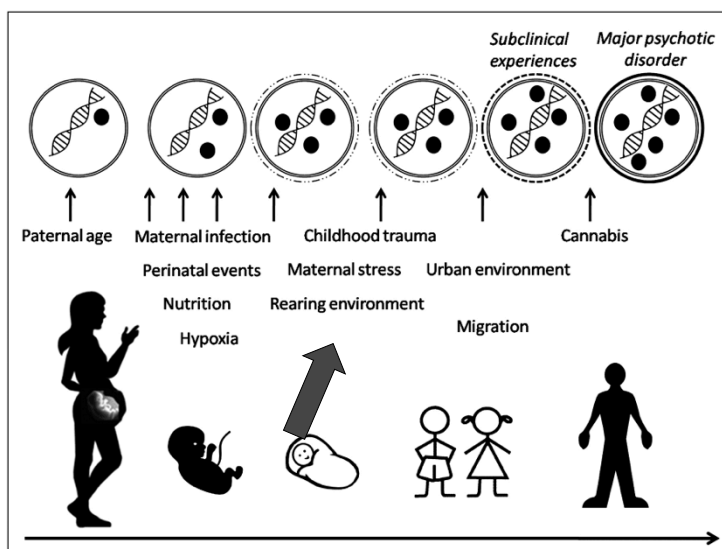 Subclinical
experiences
Major psychotic
disorder
Paternal age
Maternal infection
Childhood trauma
Cannabis
Perinatal events
Maternal stress
Urban environment
Nutrition
Rearing environment
Hypoxia
Migration